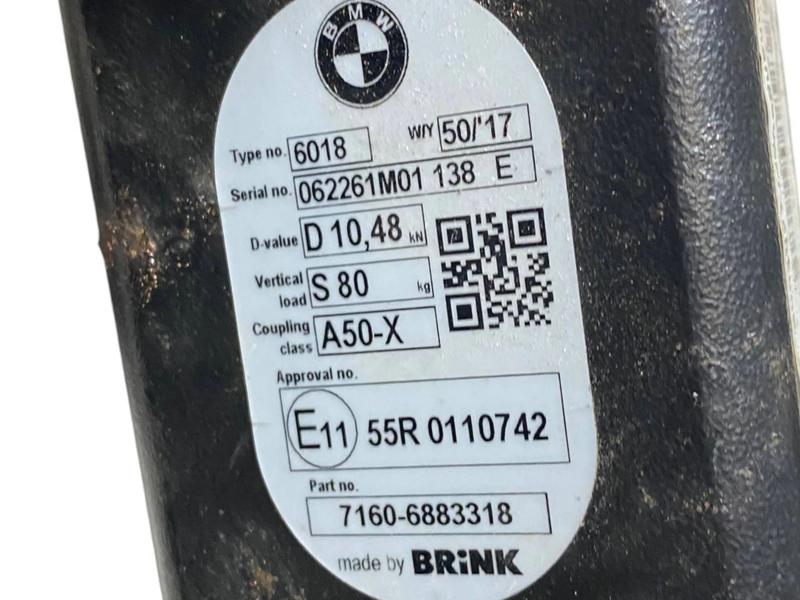 BMW
Type no. 6018 W/Y 50/'17
Serial no. 062261M01 138 E
D-value D 10,48 kN
Vertical load S 80 kg
Coupling class A50-X
Approval no.
E11 55R 0110742
Part no.
7160-6883318
made by BRiNK